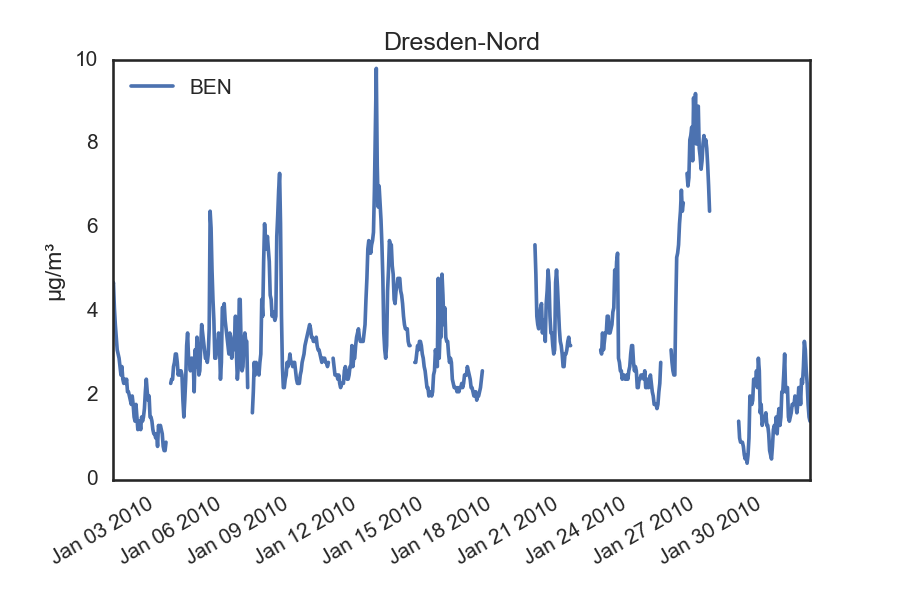 Dresden-Nord
BEN
µg/m³
10
8
6
4
2
0
Jan 03 2010
Jan 06 2010
Jan 09 2010
Jan 12 2010
Jan 15 2010
Jan 18 2010
Jan 21 2010
Jan 24 2010
Jan 27 2010
Jan 30 2010